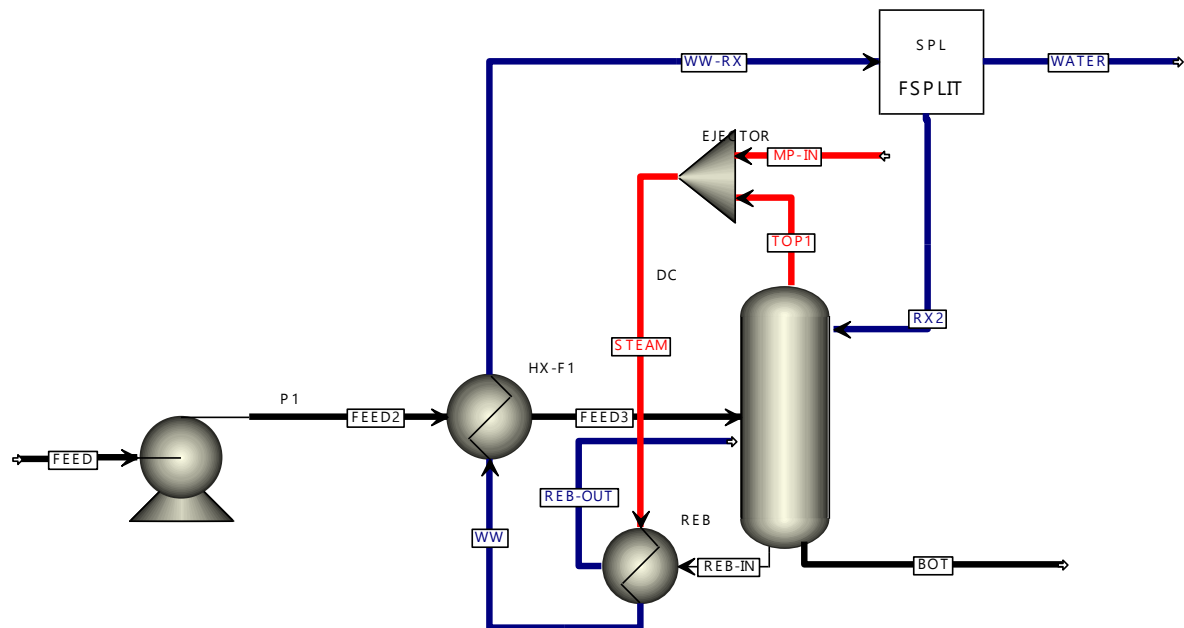 SPL
FSPLIT
WW-RX
WATER
EJECTOR
MP-IN
TOP1
DC
RX2
STEAM
HX-F1
P1
FEED2
FEED3
FEED
REB-OUT
REB
WW
REB-IN
BOT